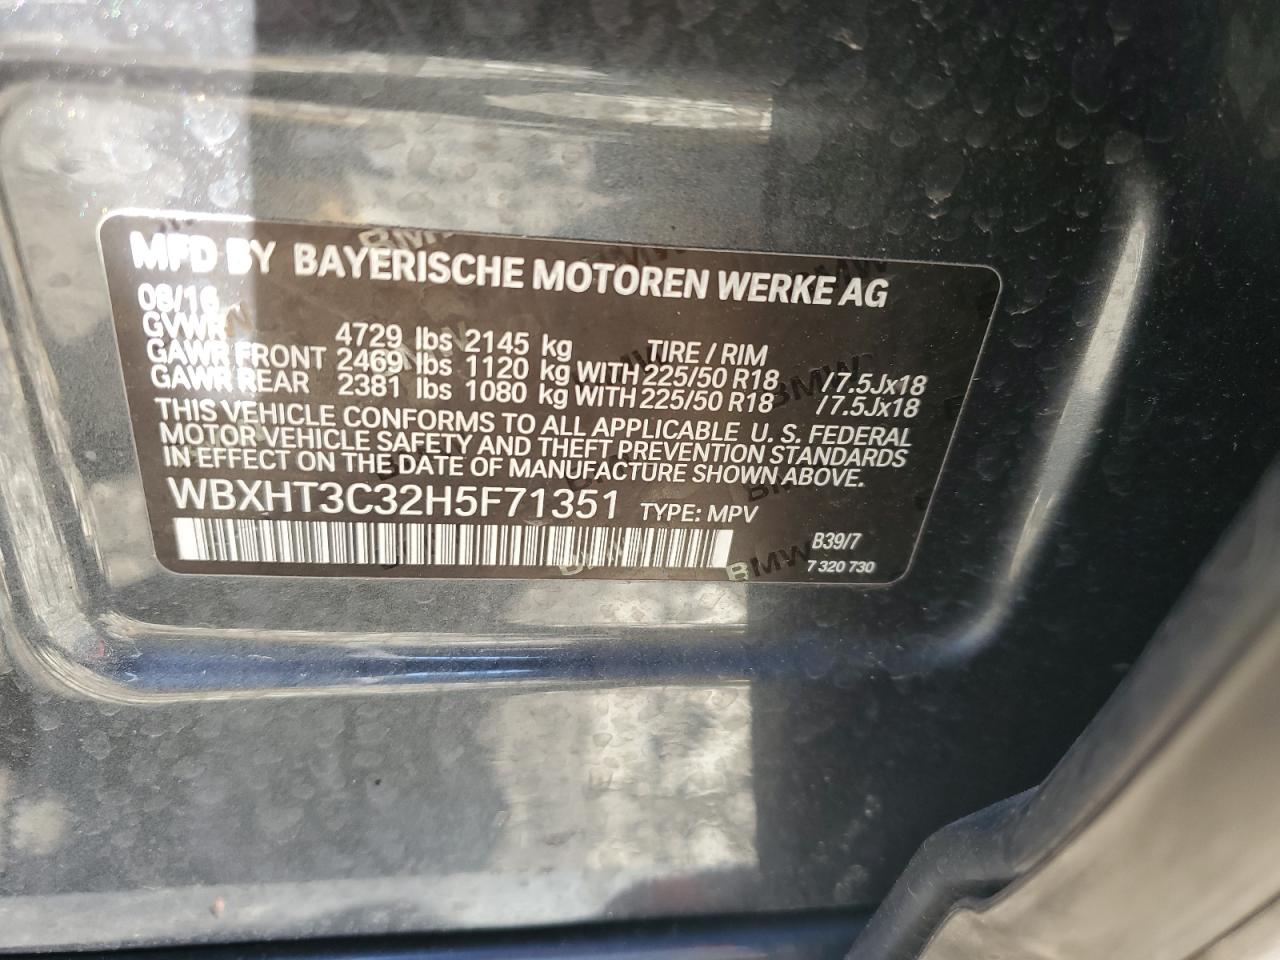 MFD BY BAYERISCHE MOTOREN WERKE AG
08/16
GVWR 4729 lbs 2145 kg TIRE / RIM
GAWR FRONT 2469 lbs 1120 kg WITH 225/50 R18 / 7.5Jx18
GAWR REAR 2381 lbs 1080 kg WITH 225/50 R18 / 7.5Jx18
THIS VEHICLE CONFORMS TO ALL APPLICABLE U. S. FEDERAL
MOTOR VEHICLE SAFETY AND THEFT PREVENTION STANDARDS
IN EFFECT ON THE DATE OF MANUFACTURE SHOWN ABOVE.
WBXHT3C32H5F71351 TYPE: MPV
B39/7
7 320 730
BMW